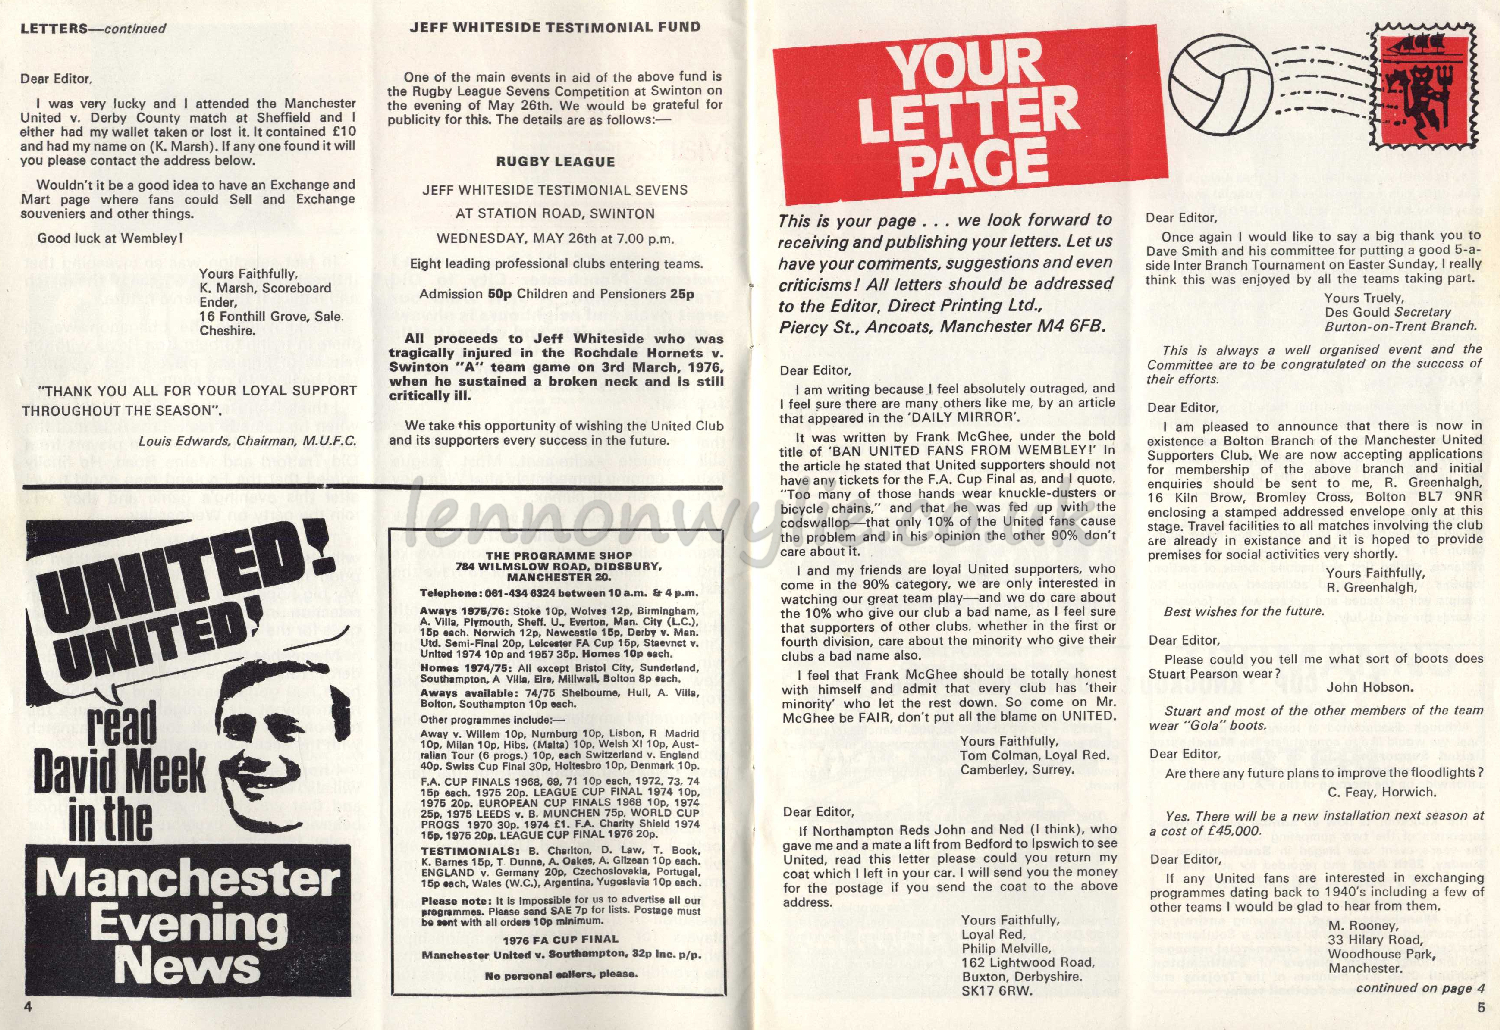 LETTERS—continued
Dear Editor,
I was very lucky and I attended the Manchester
United v. Derby County match at Sheffield and I
either had my wallet taken or lost it. It contained £10
and had my name on (K. Marsh). If any one found it will
you please contact the address below.
Wouldn't it be a good idea to have an Exchange and
Mart page where fans could Sell and Exchange
souveniers and other things.
Good luck at Wembley!
Yours Faithfully,
K. Marsh, Scoreboard
Ender,
16 Fonthill Grove, Sale.
Cheshire.
"THANK YOU ALL FOR YOUR LOYAL SUPPORT
THROUGHOUT THE SEASON".
Louis Edwards, Chairman, M.U.F.C.
JEFF WHITESIDE TESTIMONIAL FUND
One of the main events in aid of the above fund is
the Rugby League Sevens Competition at Swinton on
the evening of May 26th. We would be grateful for
publicity for this. The details are as follows:—
RUGBY LEAGUE
JEFF WHITESIDE TESTIMONIAL SEVENS
AT STATION ROAD, SWINTON
WEDNESDAY, MAY 26th at 7.00 p.m.
Eight leading professional clubs entering teams.
Admission 50p Children and Pensioners 25p
All proceeds to Jeff Whiteside who was
tragically injured in the Rochdale Hornets v.
Swinton "A" team game on 3rd March, 1976,
when he sustained a broken neck and is still
critically ill.
We take this opportunity of wishing the United Club
and its supporters every success in the future.
UNITED!
UNITED!
read
David Meek
in the
Manchester
Evening
News
4
THE PROGRAMME SHOP
784 WILMSLOW ROAD, DIDSBURY,
MANCHESTER 20.
Telephone: 061-434 6324 between 10 a.m. & 4 p.m.
Aways 1975/76: Stoke 10p, Wolves 12p, Birmingham,
A. Villa, Plymouth, Sheff. U., Everton, Man. City (L.C.),
15p each. Norwich 12p, Newcastle 15p, Derby v. Man.
Utd. Semi-Final 20p, Leicester FA Cup 15p, Staevnct v.
United 1974 10p and 1957 35p. Homes 10p each.
Homes 1974/75: All except Bristol City, Sunderland,
Southampton, A Villa, Eire, Millwall, Bolton 8p each.
Aways available: 74/75 Shelbourne, Hull, A. Villa,
Bolton, Southampton 10p each.
Other programmes include:—
Away v. Willem 10p, Nurnburg 10p, Lisbon, R Madrid
10p, Milan 10p, Hibs. (Malta) 10p, Welsh XI 10p, Aust-
ralian Tour (6 progs.) 10p, each Switzerland v. England
40p. Swiss Cup Final 30p, Holtesbro 10p, Denmark 10p.
F.A. CUP FINALS 1968, 69, 71 10p each, 1972, 73, 74
15p each. 1975 20p. LEAGUE CUP FINAL 1974 10p,
1975 20p. EUROPEAN CUP FINALS 1968 10p, 1974
25p, 1975 LEEDS v. B. MUNCHEN 75p, WORLD CUP
PROGS 1970 30p. 1974 £1. F.A. Charity Shield 1974
15p, 1975 20p. LEAGUE CUP FINAL 1976 20p.
TESTIMONIALS: B. Charlton, D. Law, T. Book,
K. Barnes 15p, T. Dunne, A. Oakes, A. Gilzean 10p each.
ENGLAND v. Germany 20p, Czechoslovakia, Portugal,
15p each, Wales (W.C.), Argentina, Yugoslavia 10p each.
Please note: It is impossible for us to advertise all our
programmes. Please send SAE 7p for lists. Postage must
be sent with all orders 10p minimum.
1976 FA CUP FINAL
Manchester United v. Southampton, 32p inc. p/p.
No personal callers, please.
YOUR
LETTER
PAGE
This is your page . . . we look forward to
receiving and publishing your letters. Let us
have your comments, suggestions and even
criticisms! All letters should be addressed
to the Editor, Direct Printing Ltd.,
Piercy St., Ancoats, Manchester M4 6FB.
Dear Editor,
I am writing because I feel absolutely outraged, and
I feel sure there are many others like me, by an article
that appeared in the 'DAILY MIRROR'.
It was written by Frank McGhee, under the bold
title of 'BAN UNITED FANS FROM WEMBLEY!' In
the article he stated that United supporters should not
have any tickets for the F.A. Cup Final as, and I quote,
"Too many of those hands wear knuckle-dusters or
bicycle chains," and that he was fed up with the
codswallop—that only 10% of the United fans cause
the problem and in his opinion the other 90% don't
care about it.
I and my friends are loyal United supporters, who
come in the 90% category, we are only interested in
watching our great team play—and we do care about
the 10% who give our club a bad name, as I feel sure
that supporters of other clubs, whether in the first or
fourth division, care about the minority who give their
clubs a bad name also.
I feel that Frank McGhee should be totally honest
with himself and admit that every club has 'their
minority' who let the rest down. So come on Mr.
McGhee be FAIR, don't put all the blame on UNITED.
Yours Faithfully,
Tom Colman, Loyal Red,
Camberley, Surrey.
Dear Editor,
If Northampton Reds John and Ned (I think), who
gave me and a mate a lift from Bedford to Ipswich to see
United, read this letter please could you return my
coat which I left in your car. I will send you the money
for the postage if you send the coat to the above
address.
Yours Faithfully,
Loyal Red,
Philip Melville,
162 Lightwood Road,
Buxton, Derbyshire.
SK17 6RW.
Dear Editor,
Once again I would like to say a big thank you to
Dave Smith and his committee for putting a good 5-a-
side Inter Branch Tournament on Easter Sunday, I really
think this was enjoyed by all the teams taking part.
Yours Truely,
Des Gould Secretary
Burton-on-Trent Branch.
This is always a well organised event and the
Committee are to be congratulated on the success of
their efforts.
Dear Editor,
I am pleased to announce that there is now in
existence a Bolton Branch of the Manchester United
Supporters Club. We are now accepting applications
for membership of the above branch and initial
enquiries should be sent to me, R. Greenhalgh,
16 Kiln Brow, Bromley Cross, Bolton BL7 9NR
enclosing a stamped addressed envelope only at this
stage. Travel facilities to all matches involving the club
are already in existance and it is hoped to provide
premises for social activities very shortly.
Yours Faithfully,
R. Greenhalgh,
Best wishes for the future.
Dear Editor,
Please could you tell me what sort of boots does
Stuart Pearson wear?
John Hobson.
Stuart and most of the other members of the team
wear "Gola" boots.
Dear Editor,
Are there any future plans to improve the floodlights?
C. Feay, Horwich.
Yes. There will be a new installation next season at
a cost of £45,000.
Dear Editor,
If any United fans are interested in exchanging
programmes dating back to 1940's including a few of
other teams I would be glad to hear from them.
M. Rooney,
33 Hilary Road,
Woodhouse Park,
Manchester.
continued on page 4
5
lennonwylie.co.uk